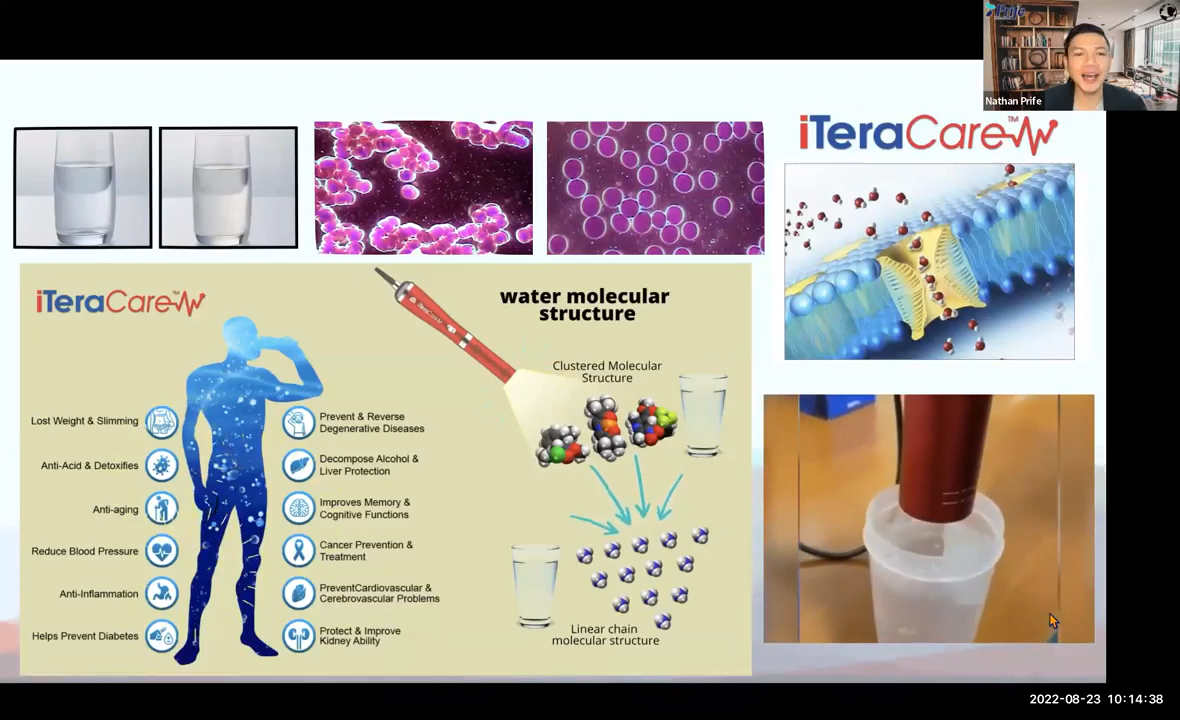 Prife
Nathan Prife
iTeraCare™
iTeraCare™
water molecular
structure
Clustered Molecular
Structure
Lost Weight & Slimming
Anti-Acid & Detoxifies
Anti-aging
Reduce Blood Pressure
Anti-Inflammation
Helps Prevent Diabetes
Prevent & Reverse
Degenerative Diseases
Decompose Alcohol &
Liver Protection
Improves Memory &
Cognitive Functions
Cancer Prevention &
Treatment
PreventCardiovascular &
Cerebrovascular Problems
Protect & Improve
Kidney Ability
Linear chain
molecular structure
2022-08-23 10:14:38